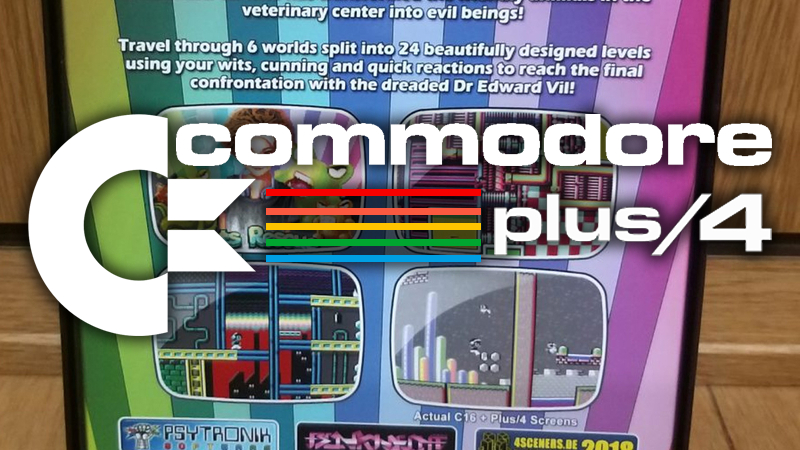 veterinary center into evil beings!
Travel through 6 worlds split into 24 beautifully designed levels
using your wits, cunning and quick reactions to reach the final
confrontation with the dreaded Dr Edward Vil!
commodore
plus/4
Actual C16 + Plus/4 Screens
PSYTRONIK
SOFTWARE
4SCENERS.DE 2018